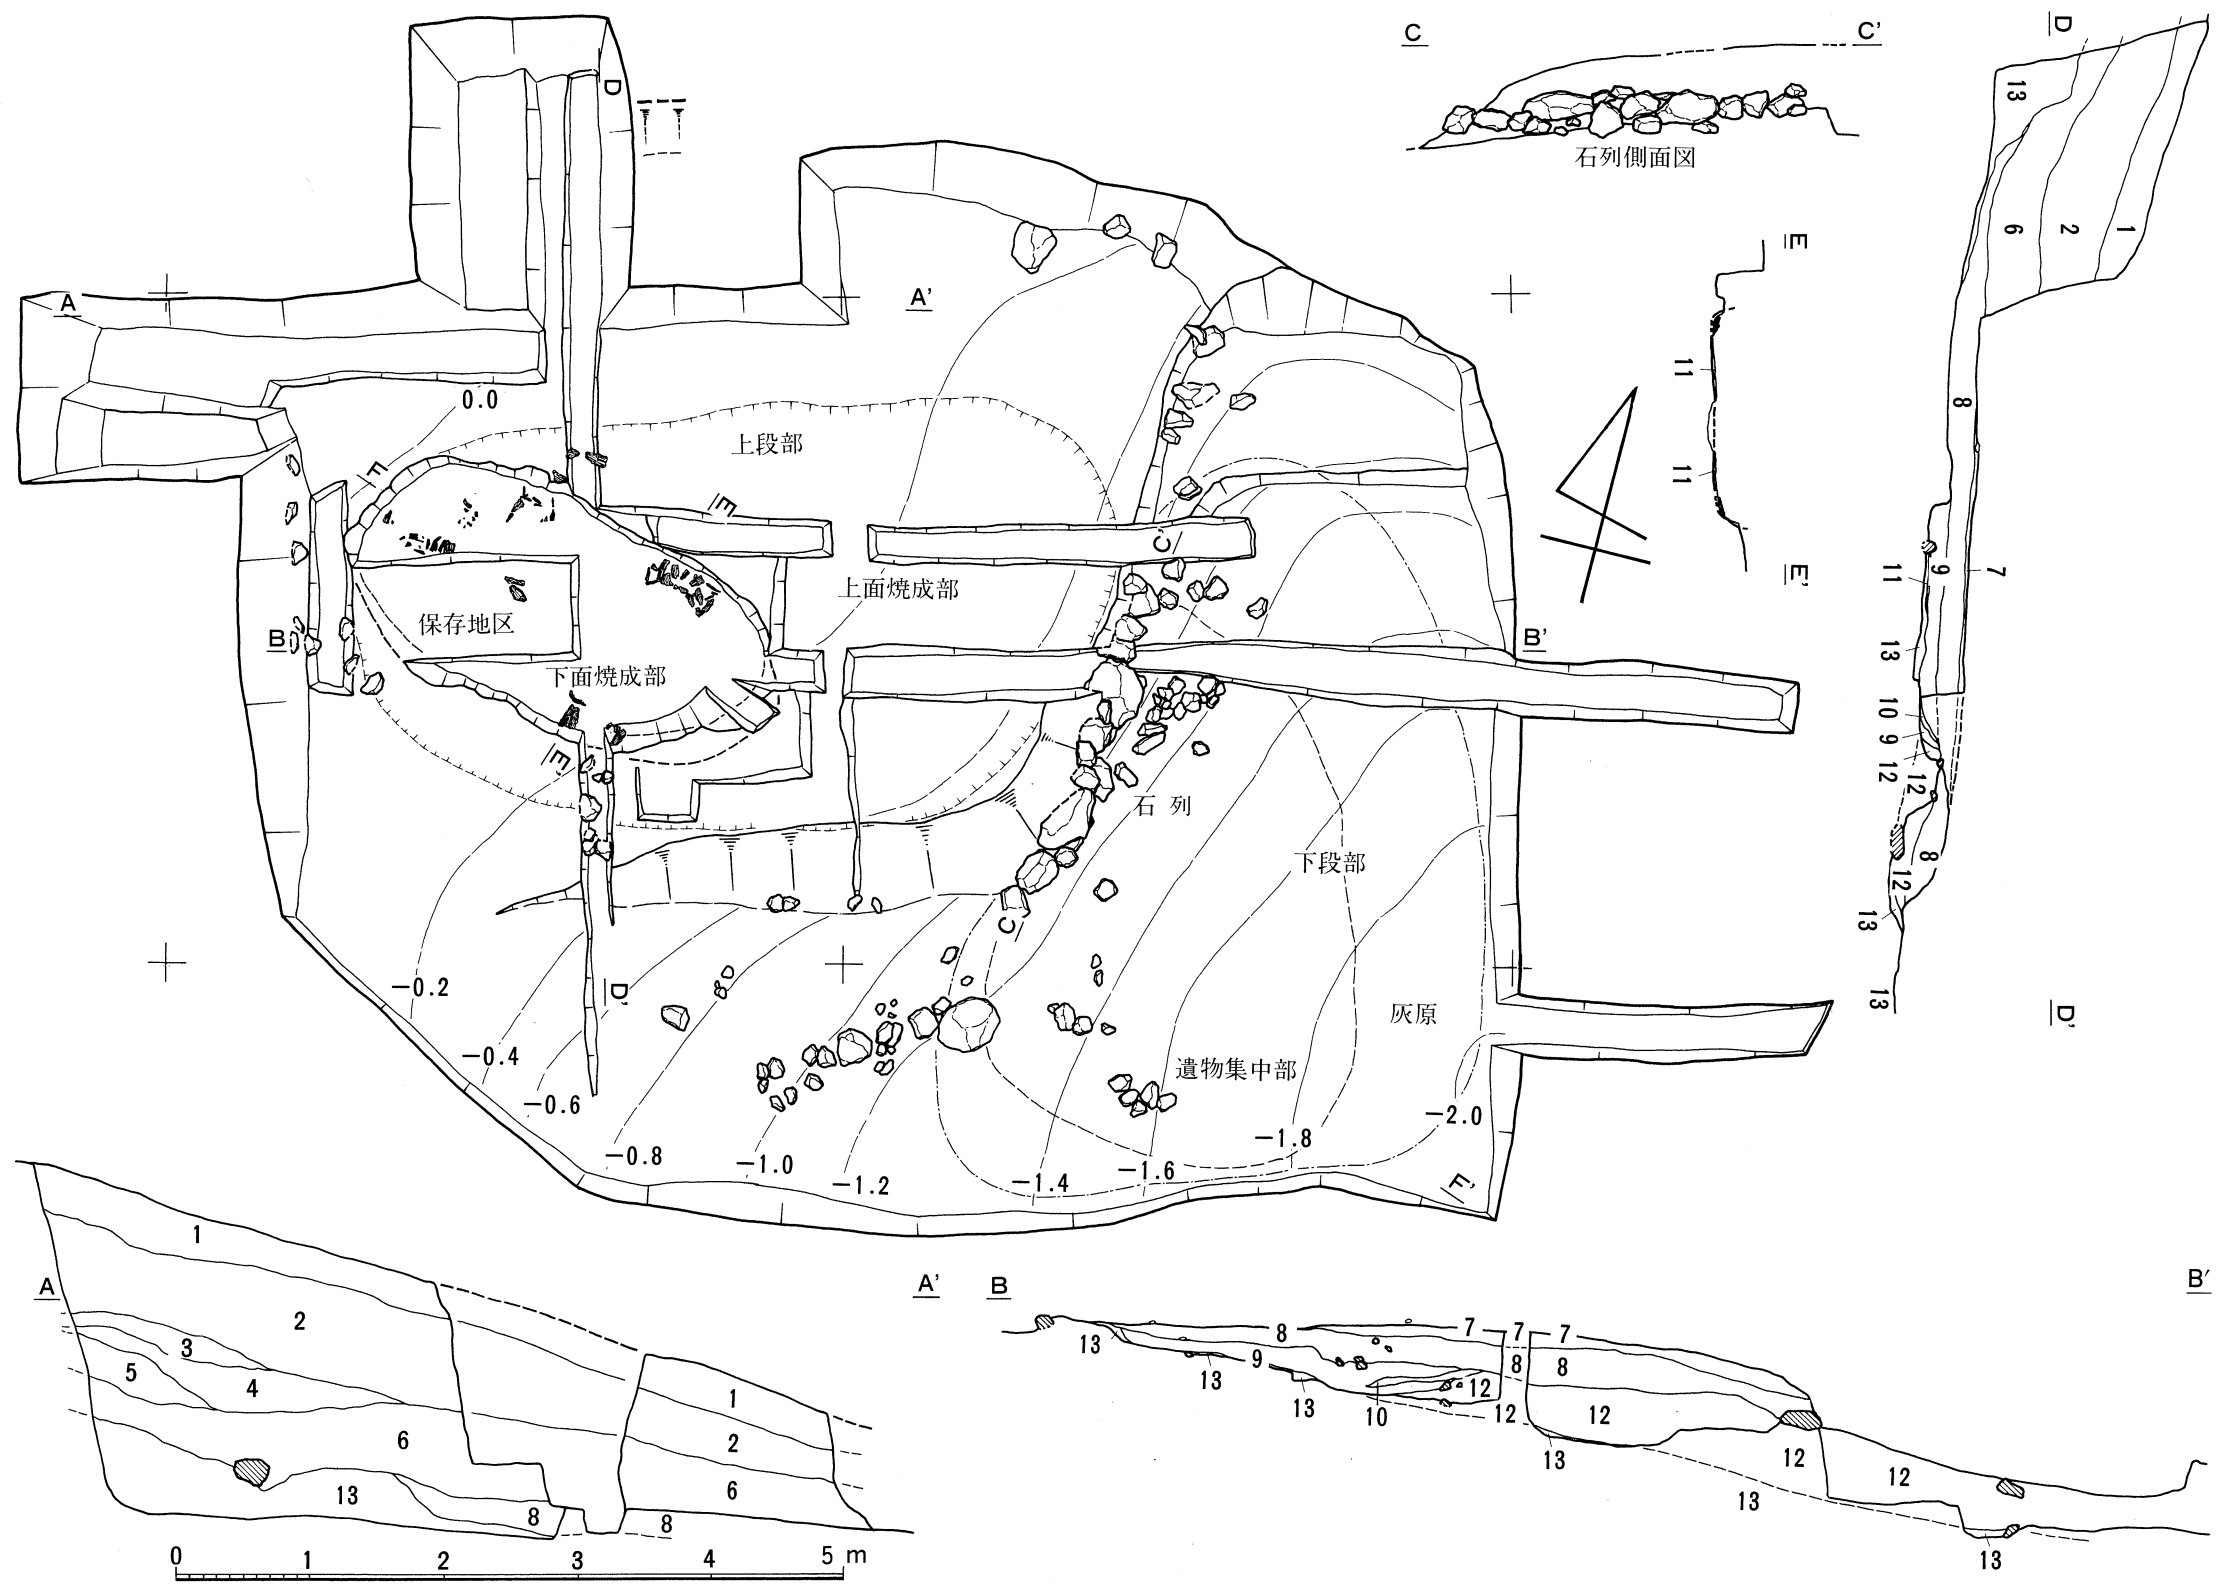 C
C'
石列側面図
D
13
6
2
1
8
7
9
11
13
10
9
12
12
8
12
13
13
D'
E
11
11
E'
D
A
A'
0.0
上段部
F
E
C'
上面焼成部
保存地区
B
B'
下面焼成部
E'
石列
下段部
C
−0.2
D'
灰原
−0.4
遺物集中部
−0.6
−2.0
−0.8
−1.0
−1.2
−1.4
−1.6
−1.8
F'
A
A'
1
2
3
5
4
6
13
8
1
2
6
8
0
1
2
3
4
5 m
B
B'
13
8
7
7
7
9
8
8
13
13
10
12
12
12
13
12
13
12
13